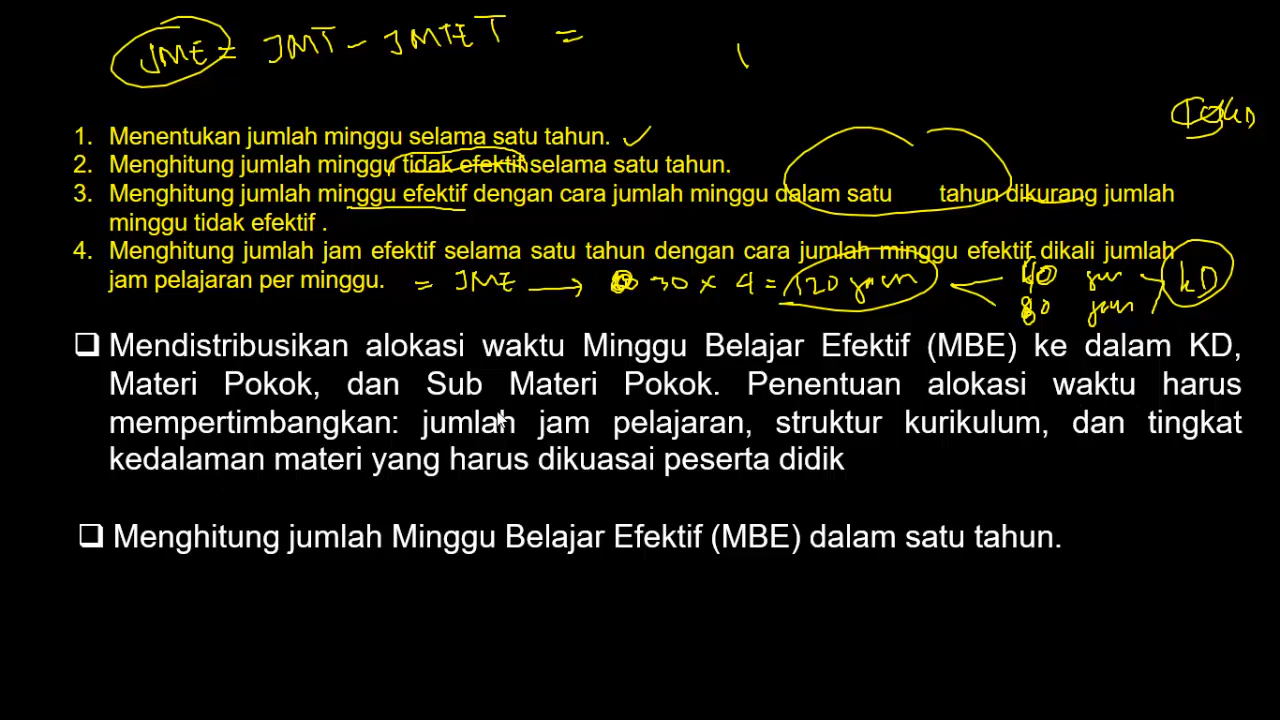 JME = JMT - JMTET =
1. Menentukan jumlah minggu selama satu tahun.
2. Menghitung jumlah minggu tidak efektif selama satu tahun.
3. Menghitung jumlah minggu efektif dengan cara jumlah minggu dalam satu tahun dikurang jumlah
minggu tidak efektif .
4. Menghitung jumlah jam efektif selama satu tahun dengan cara jumlah minggu efektif dikali jumlah
jam pelajaran per minggu. = JME → 30 x 4 = 120 jam 40 jam KD
80 jam
❑ Mendistribusikan alokasi waktu Minggu Belajar Efektif (MBE) ke dalam KD,
Materi Pokok, dan Sub Materi Pokok. Penentuan alokasi waktu harus
mempertimbangkan: jumlah jam pelajaran, struktur kurikulum, dan tingkat
kedalaman materi yang harus dikuasai peserta didik
❑ Menghitung jumlah Minggu Belajar Efektif (MBE) dalam satu tahun.